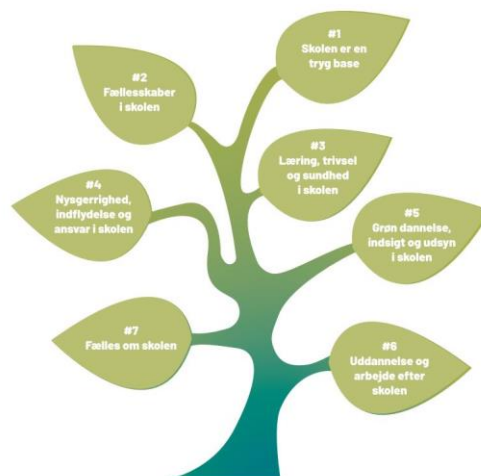 #1
Skolen er en
tryg base
#2
Fællesskaber
i skolen
#3
Læring, trivsel
og sundhed
i skolen
#4
Nysgerrighed,
indflydelse og
ansvar i skolen
#5
Grøn dannelse,
indsigt og udsyn
i skolen
#6
Uddannelse og
arbejde efter
skolen
#7
Fælles om skolen